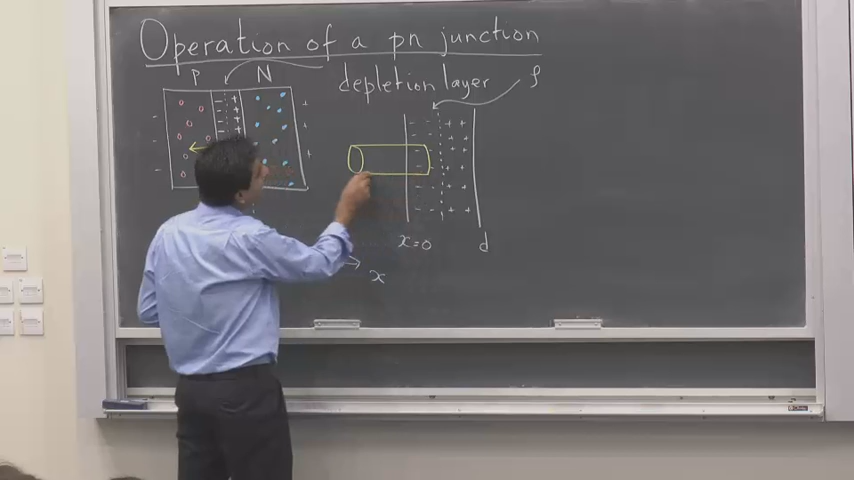 Operation of a pn junction
P N depletion layer ρ
x=0 d
x